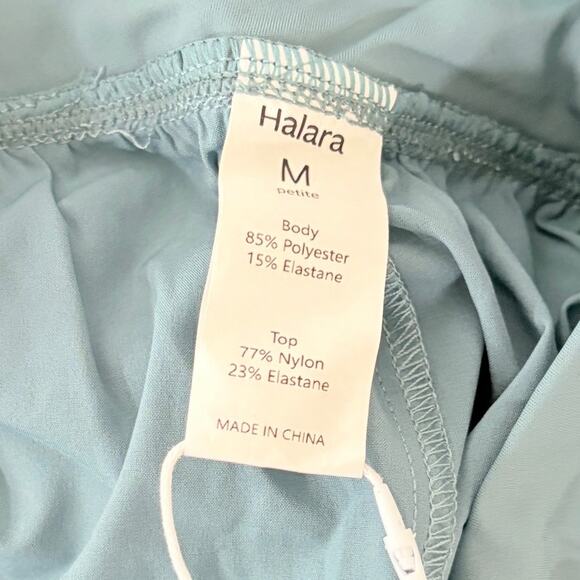 Halara
M
petite
Body
85% Polyester
15% Elastane
Top
77% Nylon
23% Elastane
MADE IN CHINA